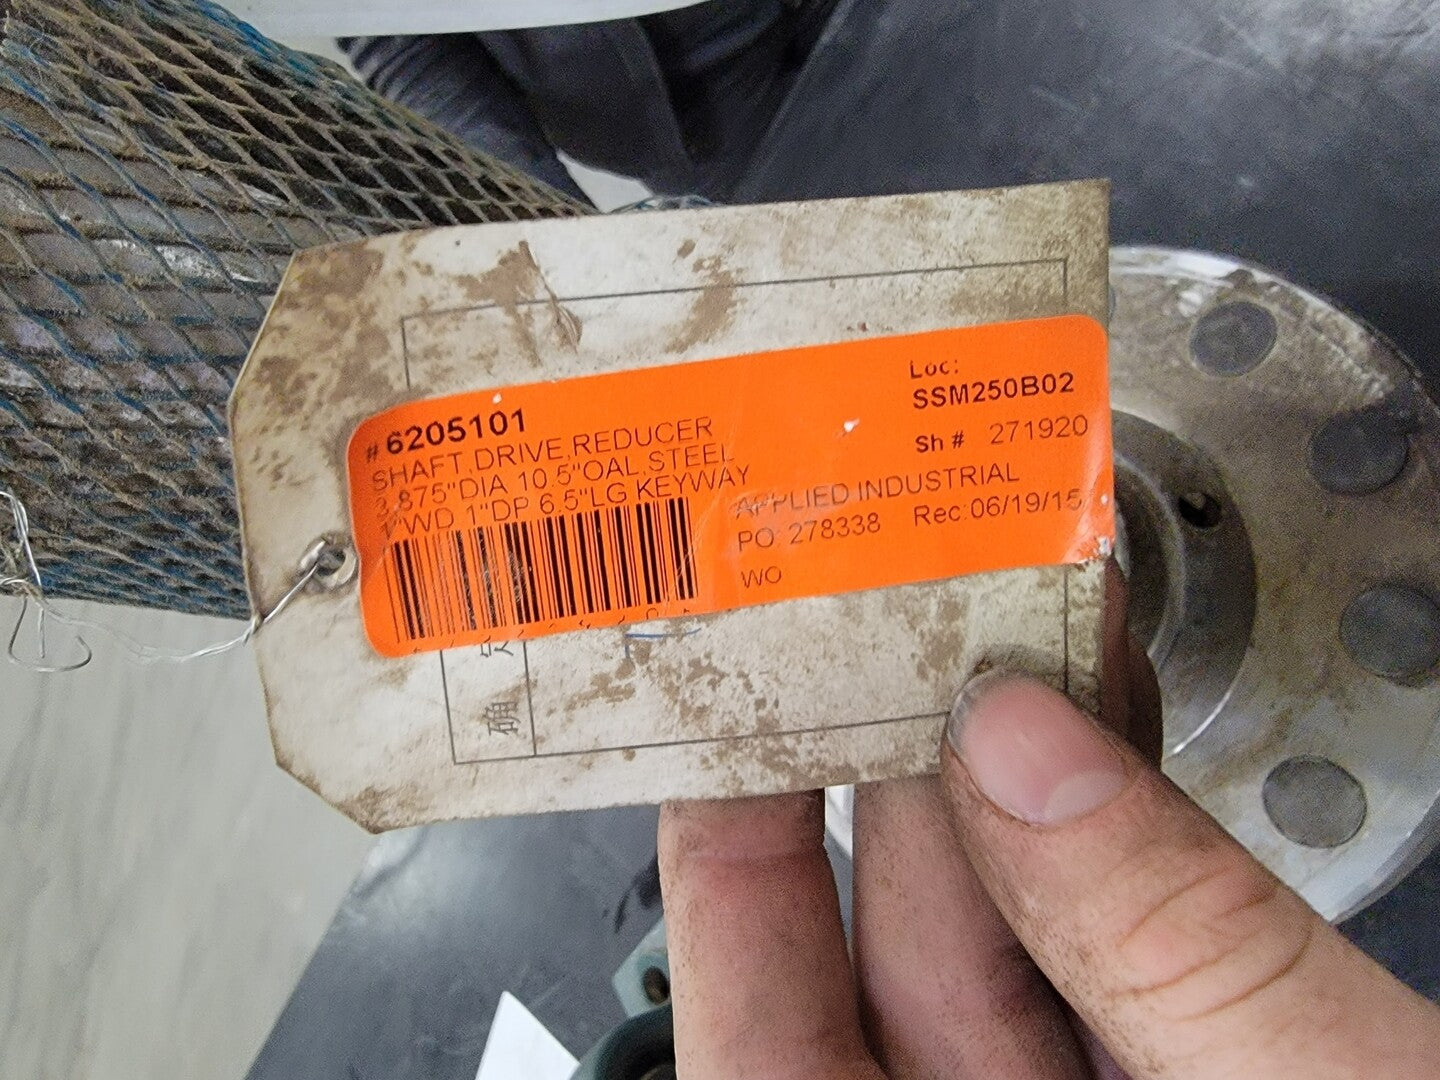 # 6205101
SHAFT,DRIVE,REDUCER
3.875"DIA 10.5"OAL,STEEL
1"WD 1"DP 6.5"LG KEYWAY
Loc:
SSM250B02
Sh # 271920
APPLIED INDUSTRIAL
PO: 278338 Rec:06/19/15
WO
确